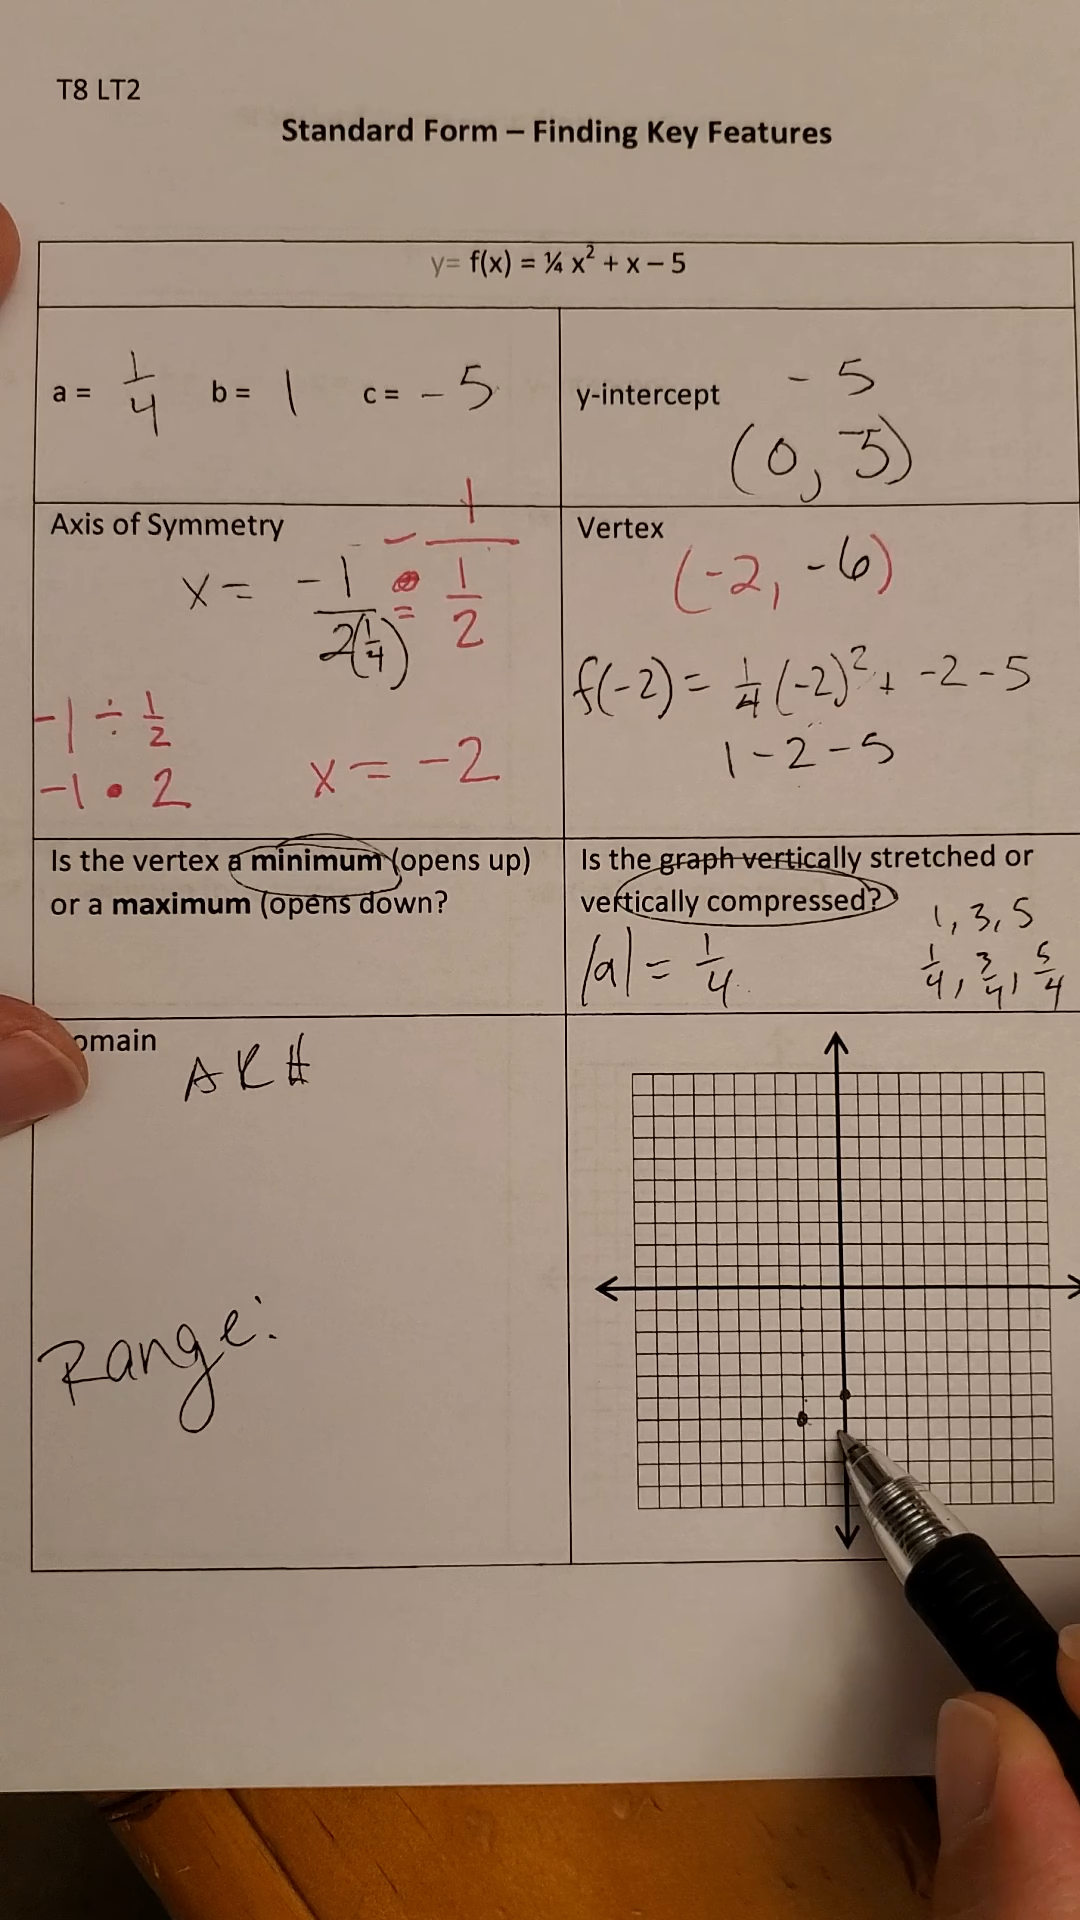 T8 LT2
Standard Form – Finding Key Features
y= f(x) = ¼ x² + x – 5
a = 1/4 b = 1 c = - 5
y-intercept - 5
(0, -5)
Axis of Symmetry
x = -1/2(1/4) = - 1/(1/2)
-1 ÷ 1/2
-1 • 2
x = -2
Vertex
(-2, -6)
f(-2) = 1/4 (-2)² + -2 - 5
1 - 2 - 5
Is the vertex a minimum (opens up)
or a maximum (opens down?
Is the graph vertically stretched or
vertically compressed?
1, 3, 5
|a| = 1/4
1/4, 3/4, 5/4
omain
AR#
Range: